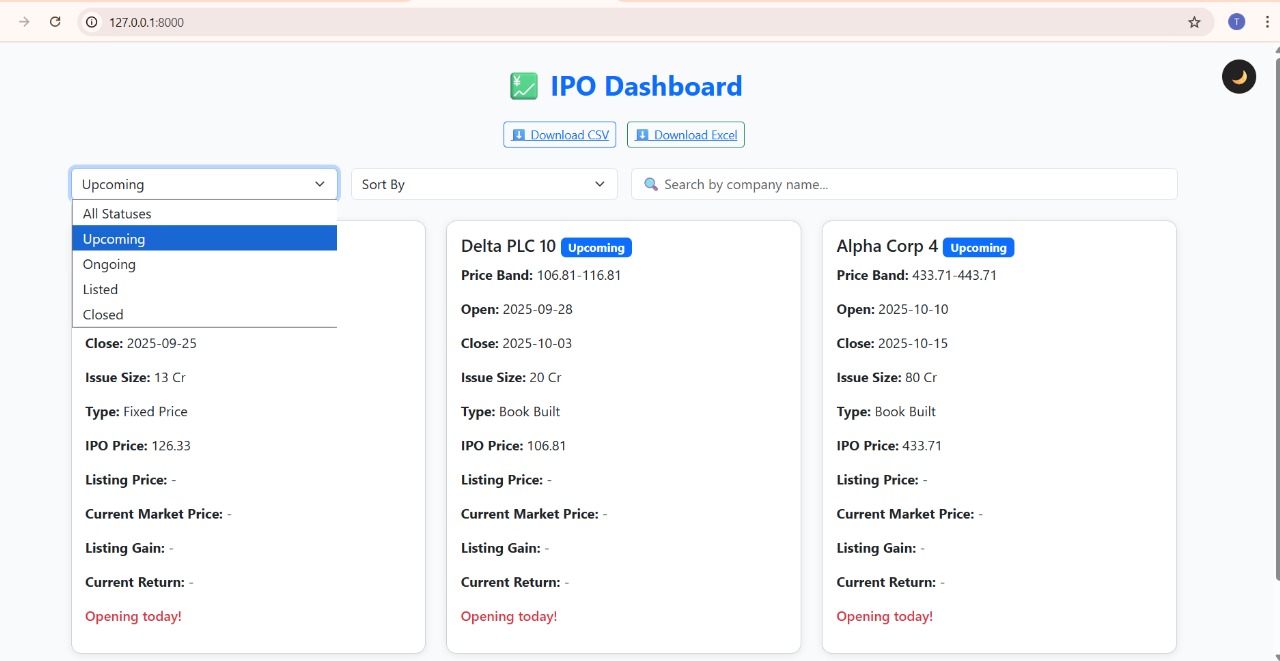 127.0.0.1:8000
T
IPO Dashboard
Download CSV
Download Excel
Upcoming
Sort By
Search by company name...
All Statuses
Upcoming
Ongoing
Listed
Closed
Close: 2025-09-25
Issue Size: 13 Cr
Type: Fixed Price
IPO Price: 126.33
Listing Price: -
Current Market Price: -
Listing Gain: -
Current Return: -
Opening today!
Delta PLC 10 Upcoming
Price Band: 106.81-116.81
Open: 2025-09-28
Close: 2025-10-03
Issue Size: 20 Cr
Type: Book Built
IPO Price: 106.81
Listing Price: -
Current Market Price: -
Listing Gain: -
Current Return: -
Opening today!
Alpha Corp 4 Upcoming
Price Band: 433.71-443.71
Open: 2025-10-10
Close: 2025-10-15
Issue Size: 80 Cr
Type: Book Built
IPO Price: 433.71
Listing Price: -
Current Market Price: -
Listing Gain: -
Current Return: -
Opening today!